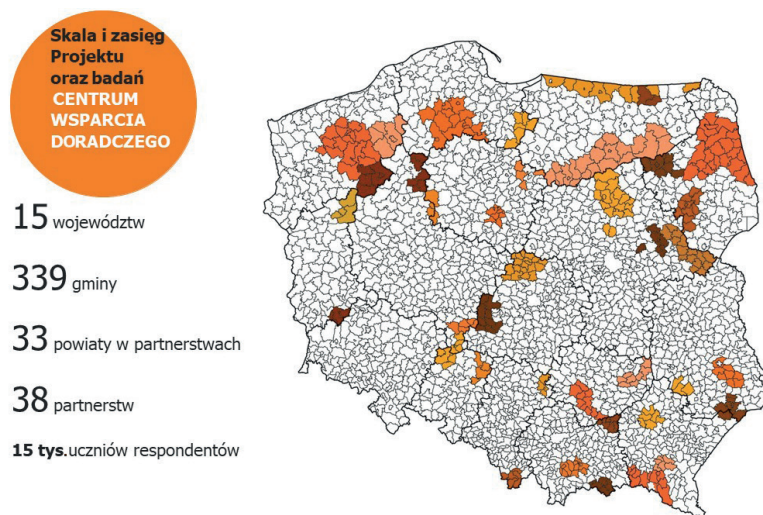 Skala i zasięg
Projektu
oraz badań
CENTRUM
WSPARCIA
DORADCZEGO
15 województw
339 gminy
33 powiaty w partnerstwach
38 partnerstw
15 tys.uczniów respondentów